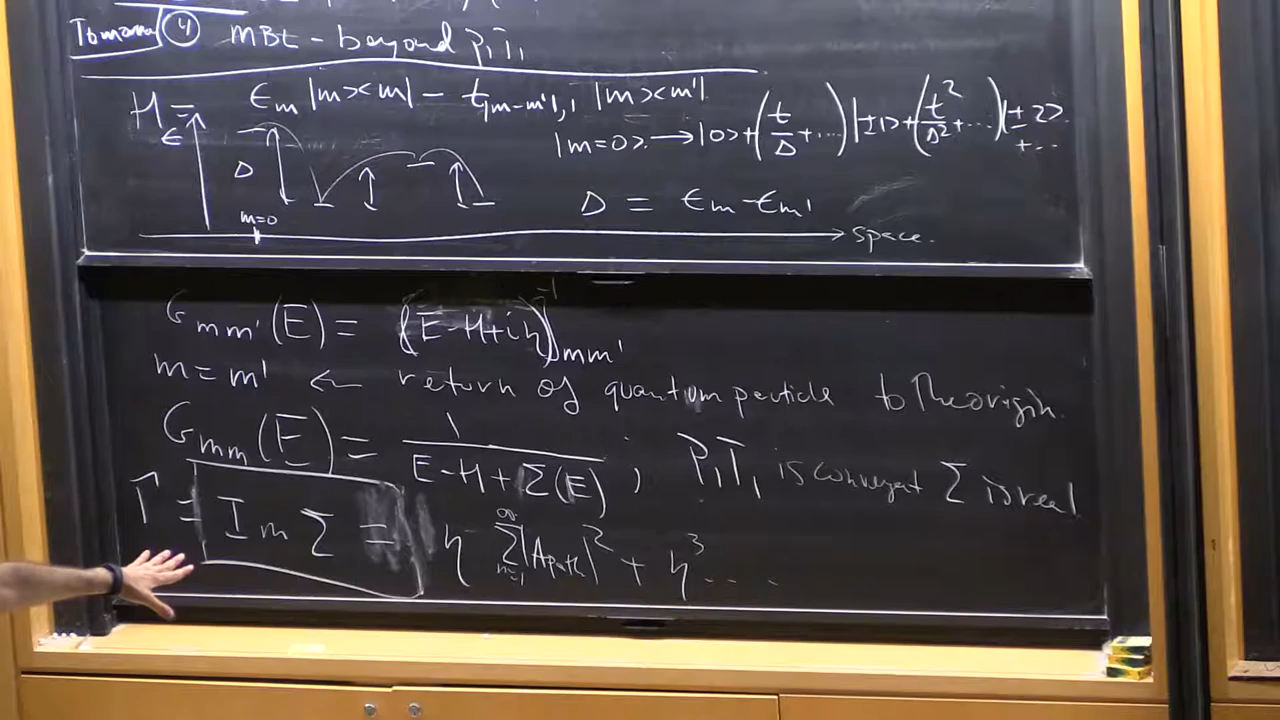 ④ MBL - beyond P.T.
H = ϵ_m |m><m| - t_{|m-m'|,1} |m><m'|
|m=0> → |0> + (t/Δ + ...) |±1> + (t²/Δ² + ...) |±2> + ...
ϵ
Δ
Δ = ϵ_m - ϵ_m'
m=0
space.
G_mm'(E) = (E-H+iη)⁻¹_mm'
m = m' ← return of quantum particle to the origin.
G_mm(E) = 1/(E-H+Σ(E)) ; P.T. is convergent Σ is real
Γ = Im Σ = η Σ_{n=1}^∞ |A_path|² + η³ ...